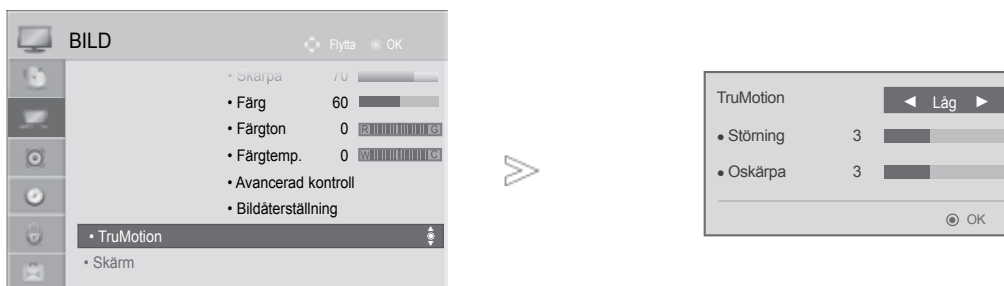 BILD
Flytta OK
• Skärpa 70
• Färg 60
• Färgton 0 R G
• Färgtemp. 0 W C
• Avancerad kontroll
• Bildåterställning
• TruMotion
• Skärm
TruMotion ◄ Låg ►
• Störning 3
• Oskärpa 3
OK